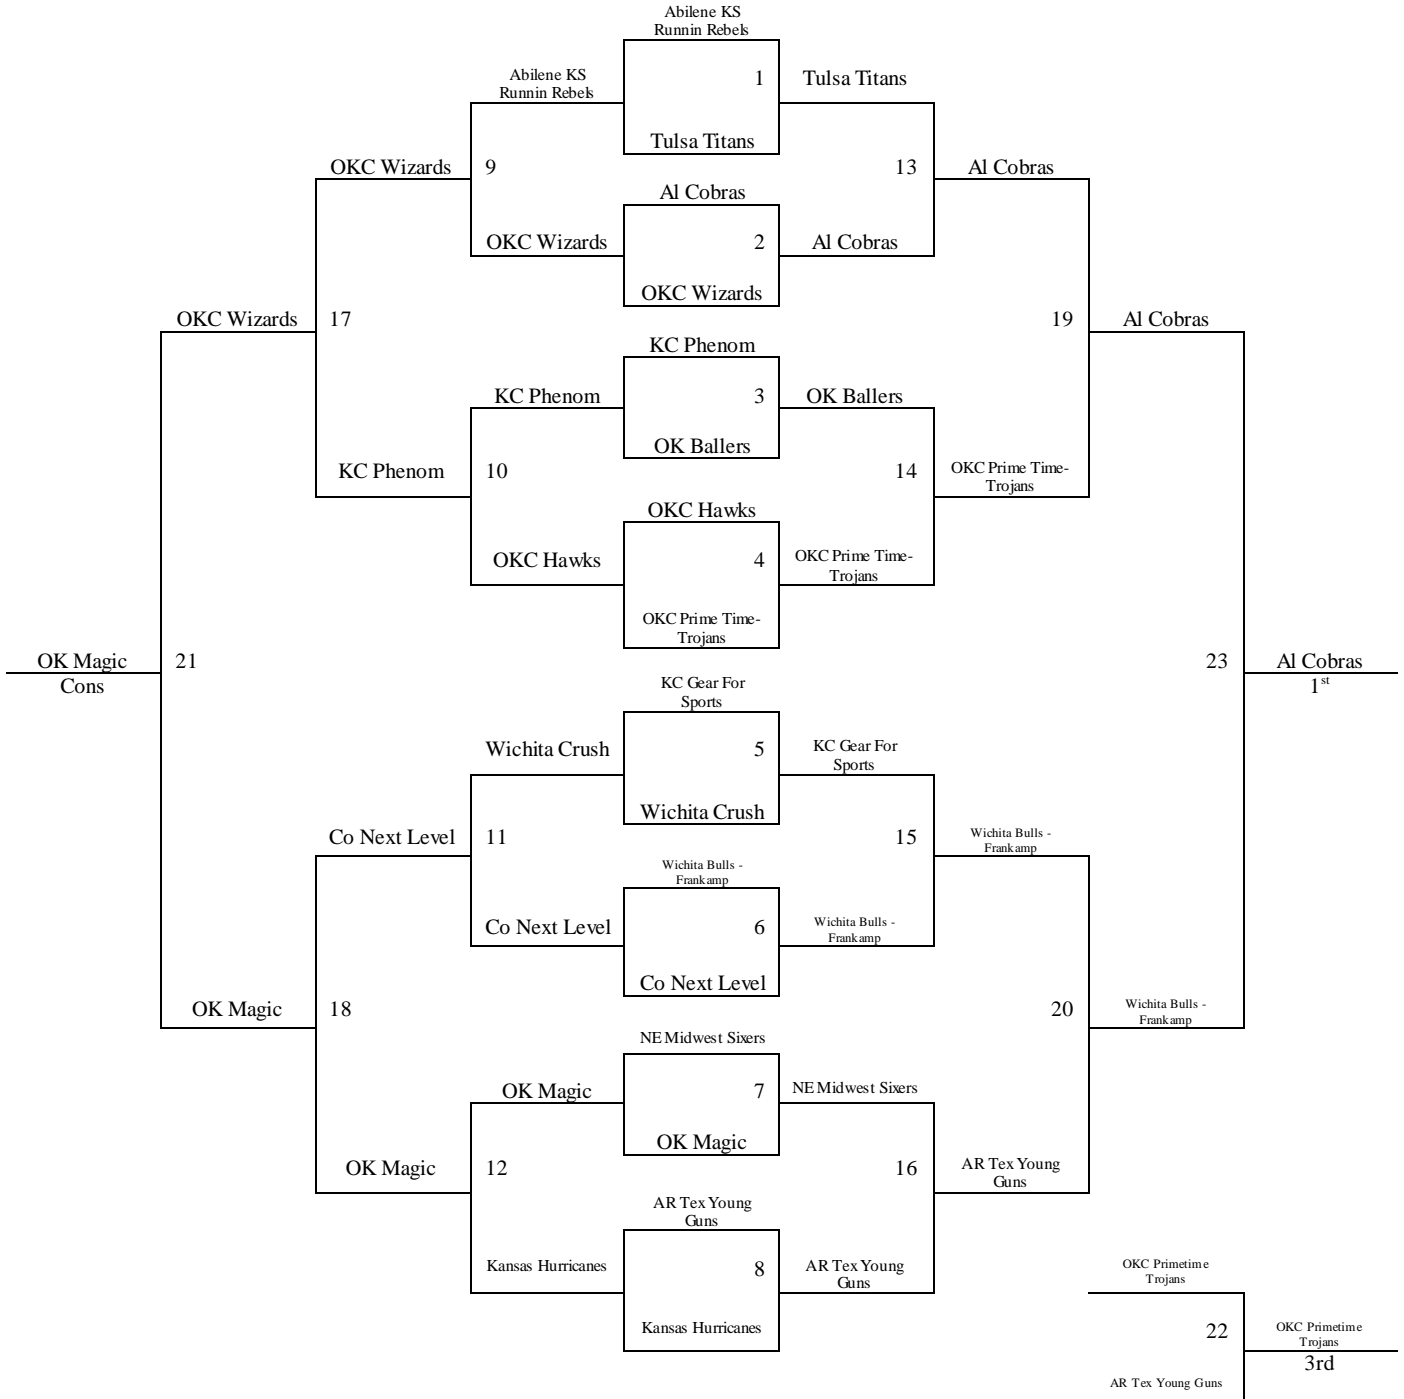 Abilene KS
Runnin Rebels
Abilene KS
Runnin Rebels
1
Tulsa Titans
Tulsa Titans
OKC Wizards
9
13
Al Cobras
Al Cobras
OKC Wizards
2
Al Cobras
OKC Wizards
OKC Wizards
17
19
Al Cobras
KC Phenom
KC Phenom
3
OK Ballers
OK Ballers
KC Phenom
10
14
OKC Prime Time-
Trojans
OKC Hawks
OKC Hawks
4
OKC Prime Time-
Trojans
OKC Prime Time-
Trojans
OK Magic
Cons
21
23
Al Cobras
1st
KC Gear For
Sports
Wichita Crush
5
KC Gear For
Sports
Wichita Crush
Co Next Level
11
15
Wichita Bulls -
Frankamp
Wichita Bulls -
Frankamp
Co Next Level
6
Wichita Bulls -
Frankamp
Co Next Level
OK Magic
18
20
Wichita Bulls -
Frankamp
NE Midwest Sixers
OK Magic
7
NE Midwest Sixers
OK Magic
OK Magic
12
16
AR Tex Young
Guns
AR Tex Young
Guns
Kansas Hurricanes
8
AR Tex Young
Guns
Kansas Hurricanes
OKC Primetime
Trojans
22
OKC Primetime
Trojans
3rd
AR Tex Young Guns